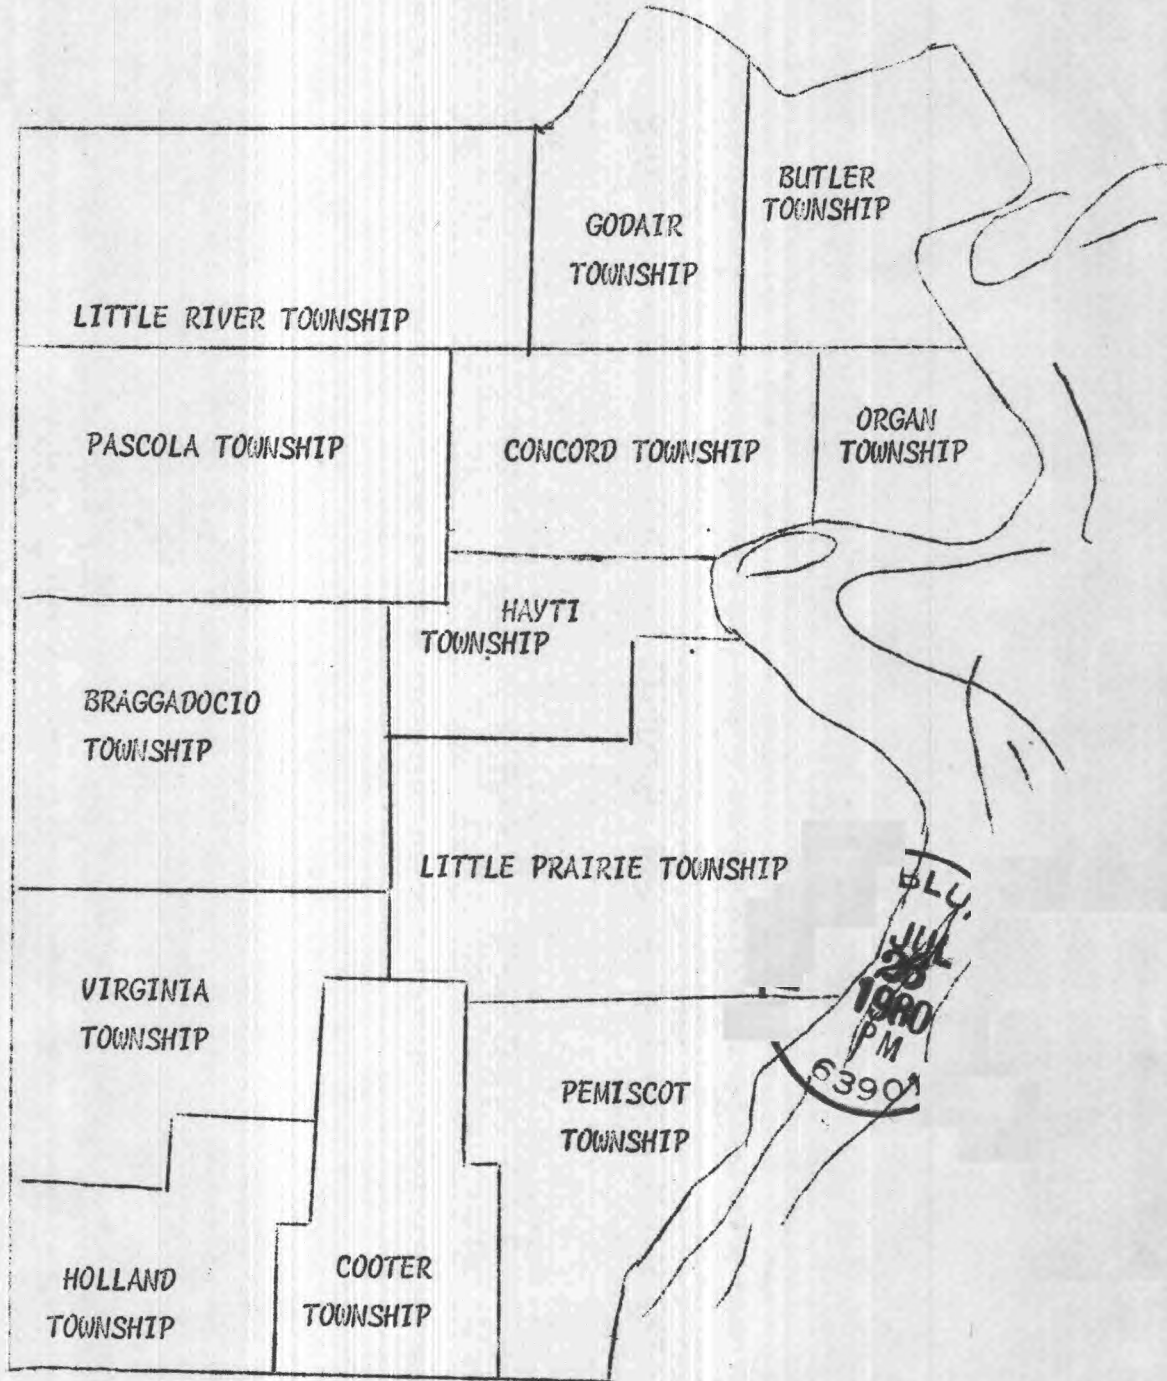 BUTLER
TOWNSHIP
GODAIR
TOWNSHIP
LITTLE RIVER TOWNSHIP
PASCOLA TOWNSHIP
CONCORD TOWNSHIP
ORGAN
TOWNSHIP
HAYTI
TOWNSHIP
BRAGGADOCIO
TOWNSHIP
LITTLE PRAIRIE TOWNSHIP
VIRGINIA
TOWNSHIP
PEMISCOT
TOWNSHIP
HOLLAND
TOWNSHIP
COOTER
TOWNSHIP
JUL
1980
PM